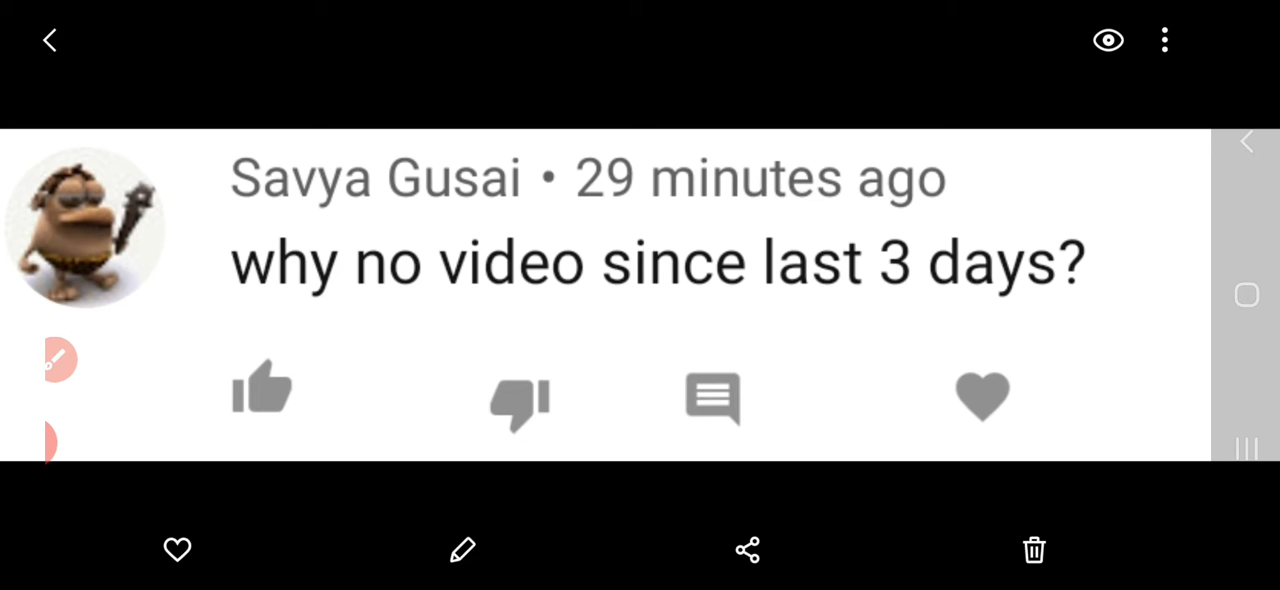 Savya Gusai • 29 minutes ago
why no video since last 3 days?